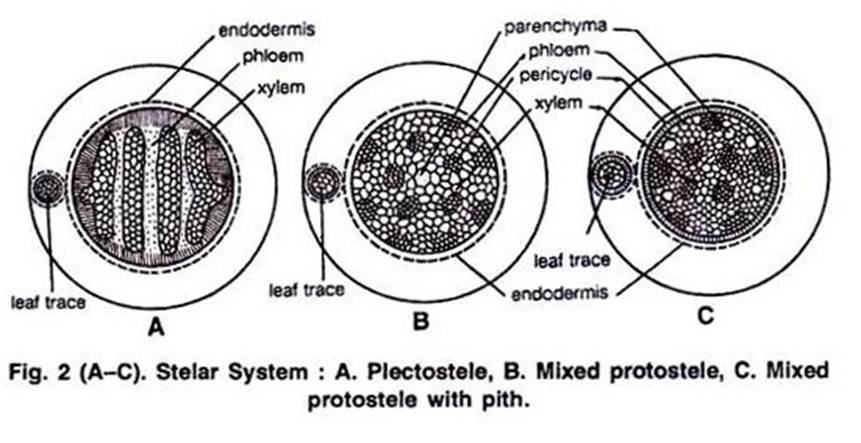 endodermis
phloem
xylem
parenchyma
phloem
pericycle
xylem
leaf trace
leaf trace
leaf trace
endodermis
A
B
C
Fig. 2 (A–C). Stelar System : A. Plectostele, B. Mixed protostele, C. Mixed
protostele with pith.